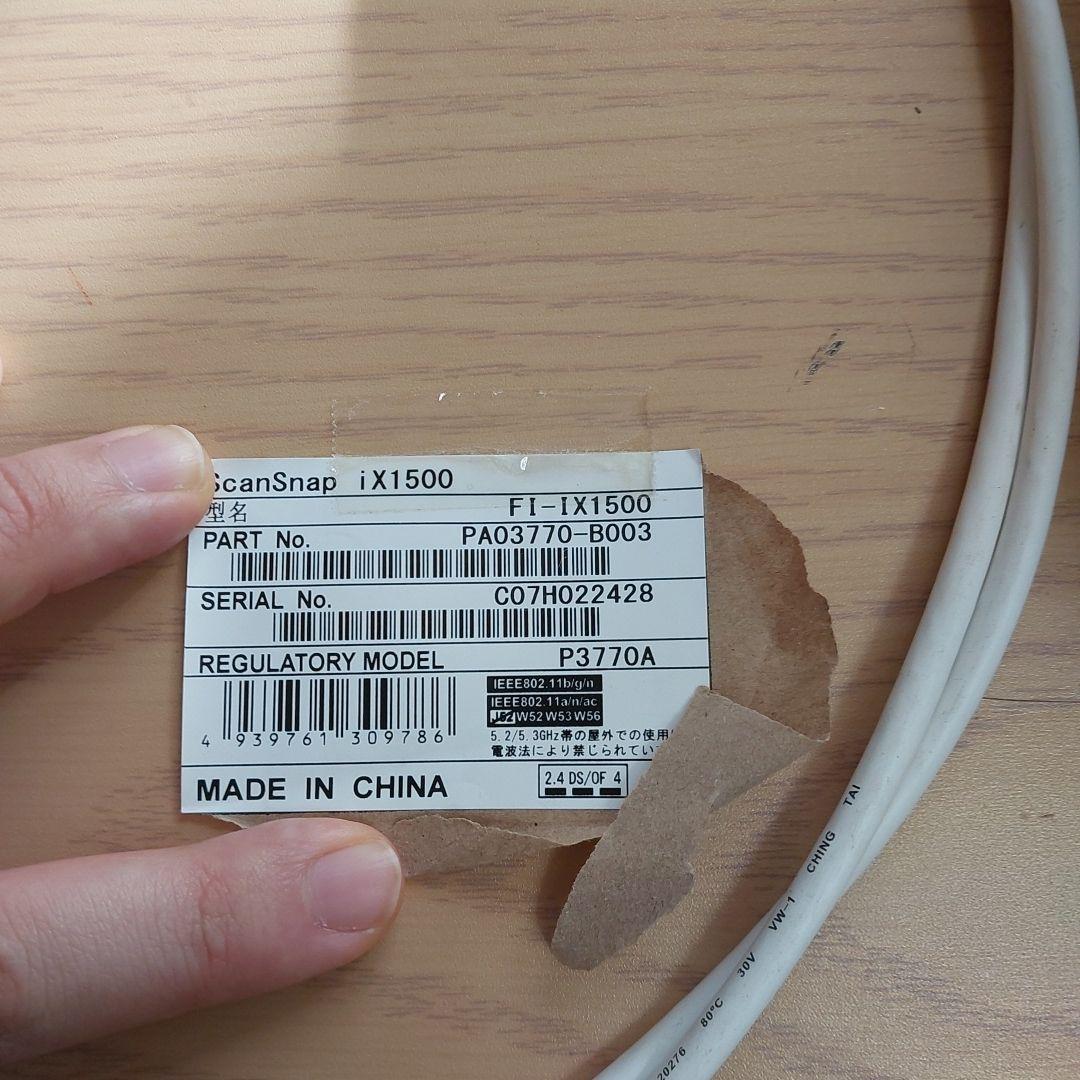 ScanSnap iX1500
型名 FI-IX1500
PART No. PA03770-B003
SERIAL No. C07H022428
REGULATORY MODEL P3770A
IEEE802.11b/g/n
IEEE802.11a/n/ac
J52 W52 W53 W56
4 939761 309786
5.2/5.3GHz帯の屋外での使用
電波法により禁じられてい
MADE IN CHINA
2.4 DS/OF 4
20276 80°C 30V VW-1 CHING TAI